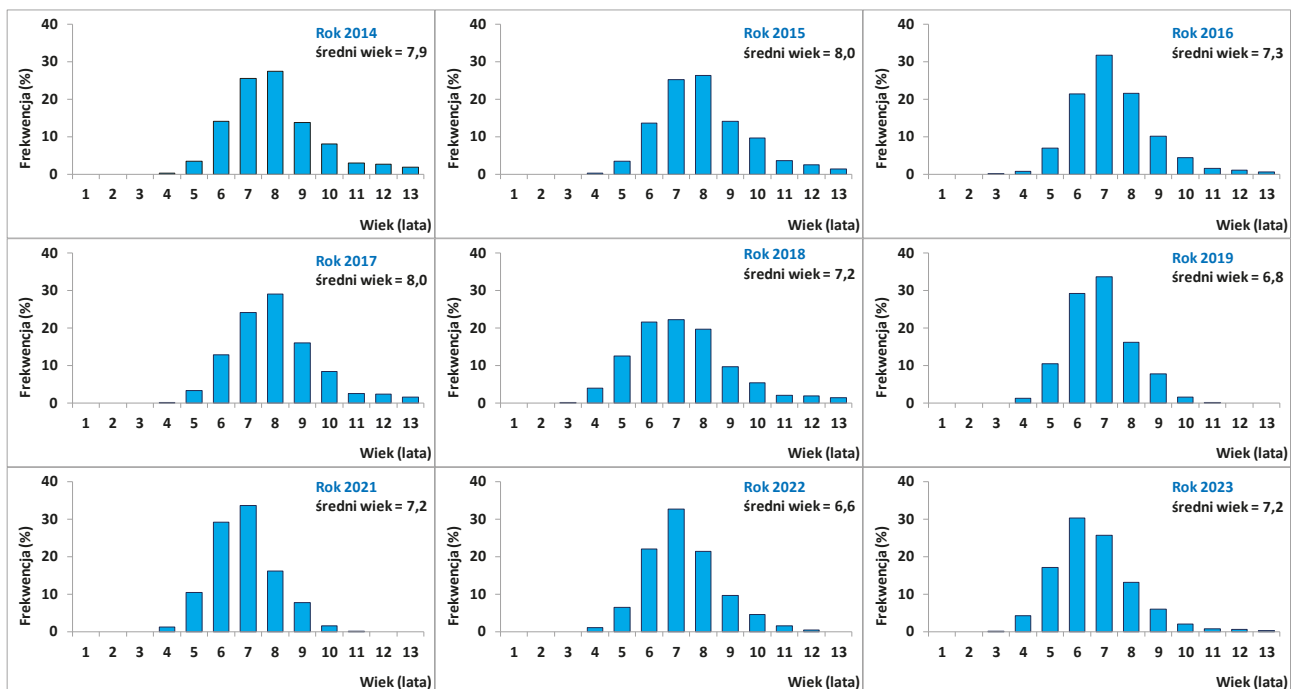 Rok 2014
średni wiek = 7,9
Frekwencja (%)
40
30
20
10
0
1 2 3 4 5 6 7 8 9 10 11 12 13
Wiek (lata)
Rok 2015
średni wiek = 8,0
Frekwencja (%)
40
30
20
10
0
1 2 3 4 5 6 7 8 9 10 11 12 13
Wiek (lata)
Rok 2016
średni wiek = 7,3
Frekwencja (%)
40
30
20
10
0
1 2 3 4 5 6 7 8 9 10 11 12 13
Wiek (lata)
Rok 2017
średni wiek = 8,0
Frekwencja (%)
40
30
20
10
0
1 2 3 4 5 6 7 8 9 10 11 12 13
Wiek (lata)
Rok 2018
średni wiek = 7,2
Frekwencja (%)
40
30
20
10
0
1 2 3 4 5 6 7 8 9 10 11 12 13
Wiek (lata)
Rok 2019
średni wiek = 6,8
Frekwencja (%)
40
30
20
10
0
1 2 3 4 5 6 7 8 9 10 11 12 13
Wiek (lata)
Rok 2021
średni wiek = 7,2
Frekwencja (%)
40
30
20
10
0
1 2 3 4 5 6 7 8 9 10 11 12 13
Wiek (lata)
Rok 2022
średni wiek = 6,6
Frekwencja (%)
40
30
20
10
0
1 2 3 4 5 6 7 8 9 10 11 12 13
Wiek (lata)
Rok 2023
średni wiek = 7,2
Frekwencja (%)
40
30
20
10
0
1 2 3 4 5 6 7 8 9 10 11 12 13
Wiek (lata)